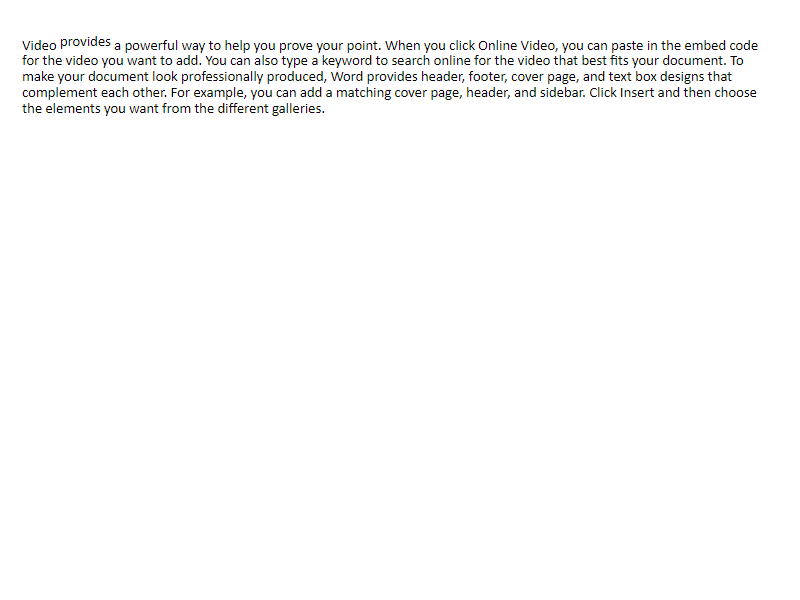 Video provides a powerful way to help you prove your point. When you click Online Video, you can paste in the embed code
for the video you want to add. You can also type a keyword to search online for the video that best fits your document. To
make your document look professionally produced, Word provides header, footer, cover page, and text box designs that
complement each other. For example, you can add a matching cover page, header, and sidebar. Click Insert and then choose
the elements you want from the different galleries.